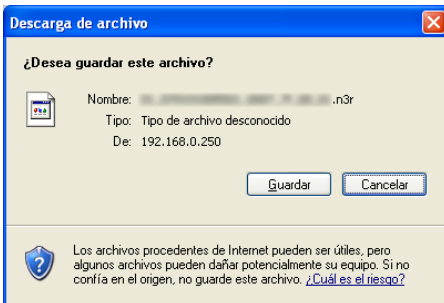 Descarga de archivo
¿Desea guardar este archivo?
Nombre: .n3r
Tipo: Tipo de archivo desconocido
De: 192.168.0.250
Guardar Cancelar
Los archivos procedentes de Internet pueden ser útiles, pero
algunos archivos pueden dañar potencialmente su equipo. Si no
confía en el origen, no guarde este archivo. ¿Cuál es el riesgo?